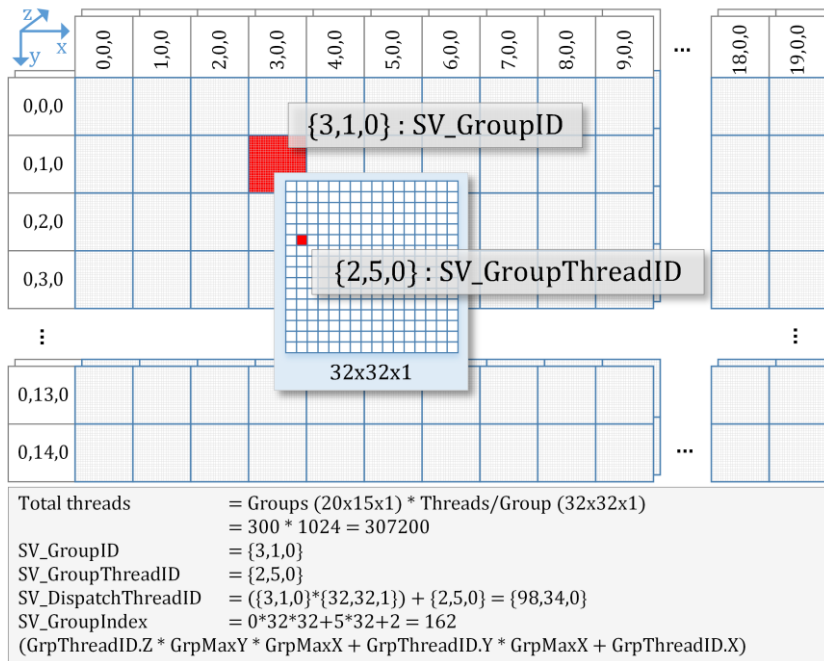 z
x
y
0,0,0 1,0,0 2,0,0 3,0,0 4,0,0 5,0,0 6,0,0 7,0,0 8,0,0 9,0,0 ... 18,0,0 19,0,0
0,0,0
{3,1,0} : SV_GroupID
0,1,0
0,2,0
{2,5,0} : SV_GroupThreadID
0,3,0
⋮ ⋮
32x32x1
0,13,0
0,14,0 ...
Total threads = Groups (20x15x1) * Threads/Group (32x32x1)
= 300 * 1024 = 307200
SV_GroupID = {3,1,0}
SV_GroupThreadID = {2,5,0}
SV_DispatchThreadID = ({3,1,0}*{32,32,1}) + {2,5,0} = {98,34,0}
SV_GroupIndex = 0*32*32+5*32+2 = 162
(GrpThreadID.Z * GrpMaxY * GrpMaxX + GrpThreadID.Y * GrpMaxX + GrpThreadID.X)